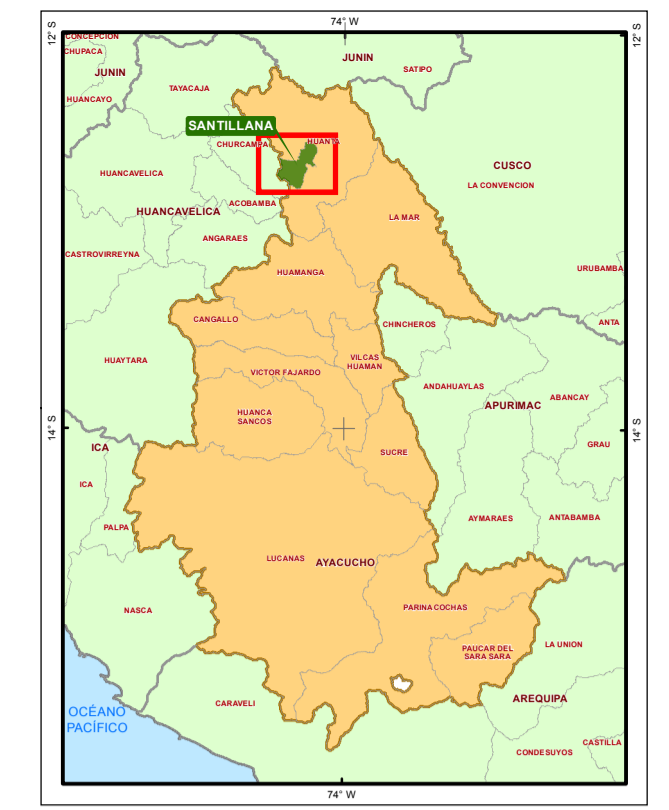 74° W
12° S
12° S
CONCEPCION
CHUPACA
JUNIN
JUNIN
SATIPO
TAYACAJA
HUANCAYO
SANTILLANA
CHURCAMPA
HUANTA
CUSCO
HUANCAVELICA
LA CONVENCION
ACOBAMBA
HUANCAVELICA
LA MAR
ANGARAES
CASTROVIRREYNA
URUBAMBA
HUAMANGA
CANGALLO
CHINCHEROS
ANTA
HUAYTARA
VILCAS
HUAMAN
VICTOR FAJARDO
ANDAHUAYLAS
ABANCAY
APURIMAC
HUANCA
SANCOS
14° S
14° S
ICA
GRAU
SUCRE
ICA
PALPA
AYMARAES
ANTABAMBA
LUCANAS
AYACUCHO
NASCA
PARINA COCHAS
PAUCAR DEL
SARA SARA
LA UNION
CARAVELI
AREQUIPA
OCÉANO
PACÍFICO
CASTILLA
CONDESUYOS
74° W